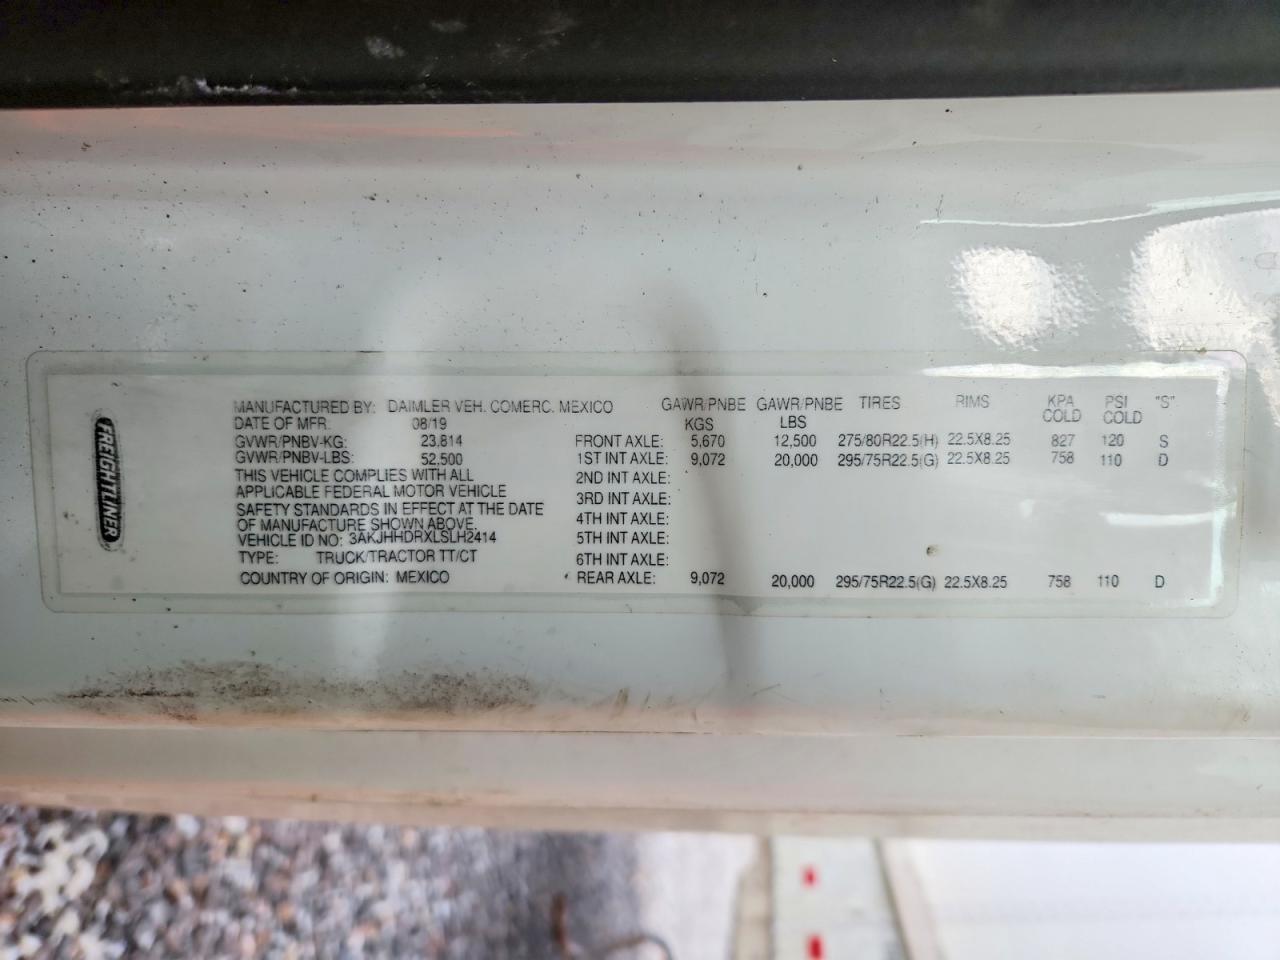 FREIGHTLINER
MANUFACTURED BY: DAIMLER VEH. COMERC. MEXICO
DATE OF MFR: 08/19
GVWR/PNBV-KG: 23,814
GVWR/PNBV-LBS: 52,500
THIS VEHICLE COMPLIES WITH ALL
APPLICABLE FEDERAL MOTOR VEHICLE
SAFETY STANDARDS IN EFFECT AT THE DATE
OF MANUFACTURE SHOWN ABOVE.
VEHICLE ID NO: 3AKJHHDRXLSLH2414
TYPE: TRUCK/TRACTOR TT/CT
COUNTRY OF ORIGIN: MEXICO
GAWR/PNBE GAWR/PNBE TIRES RIMS KPA PSI "S"
KGS LBS COLD COLD
FRONT AXLE: 5,670 12,500 275/80R22.5(H) 22.5X8.25 827 120 S
1ST INT AXLE: 9,072 20,000 295/75R22.5(G) 22.5X8.25 758 110 D
2ND INT AXLE:
3RD INT AXLE:
4TH INT AXLE:
5TH INT AXLE:
6TH INT AXLE:
REAR AXLE: 9,072 20,000 295/75R22.5(G) 22.5X8.25 758 110 D